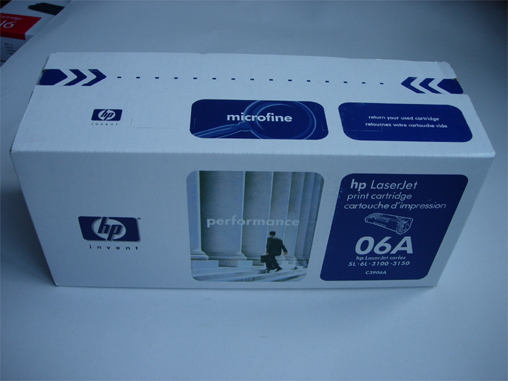 hp
invent
microfine
return your used cartridge
retournez votre cartouche vide
hp
invent
performance
hp LaserJet
print cartridge
cartouche d'impression
06A
hp LaserJet series
5L · 6L · 3100 · 3150
C3906A